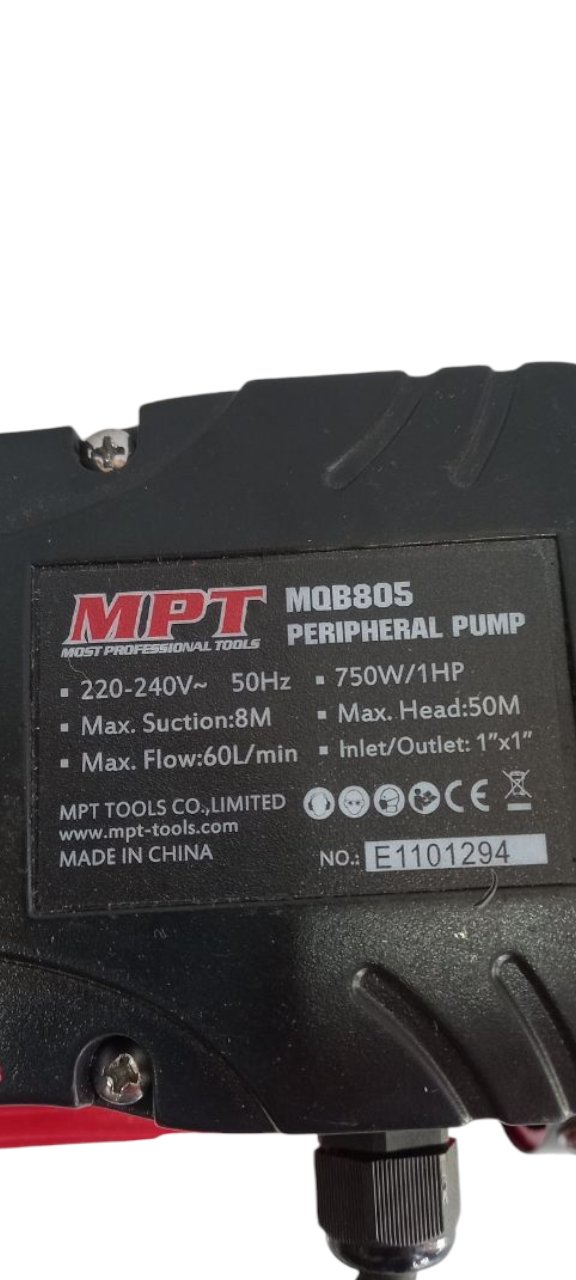 MPT
MOST PROFESSIONAL TOOLS
MQB805
PERIPHERAL PUMP
▪ 220-240V~ 50Hz ▪ 750W/1HP
▪ Max. Suction:8M ▪ Max. Head:50M
▪ Max. Flow:60L/min ▪ Inlet/Outlet: 1"x1"
MPT TOOLS CO.,LIMITED CE
www.mpt-tools.com
MADE IN CHINA NO.: E1101294